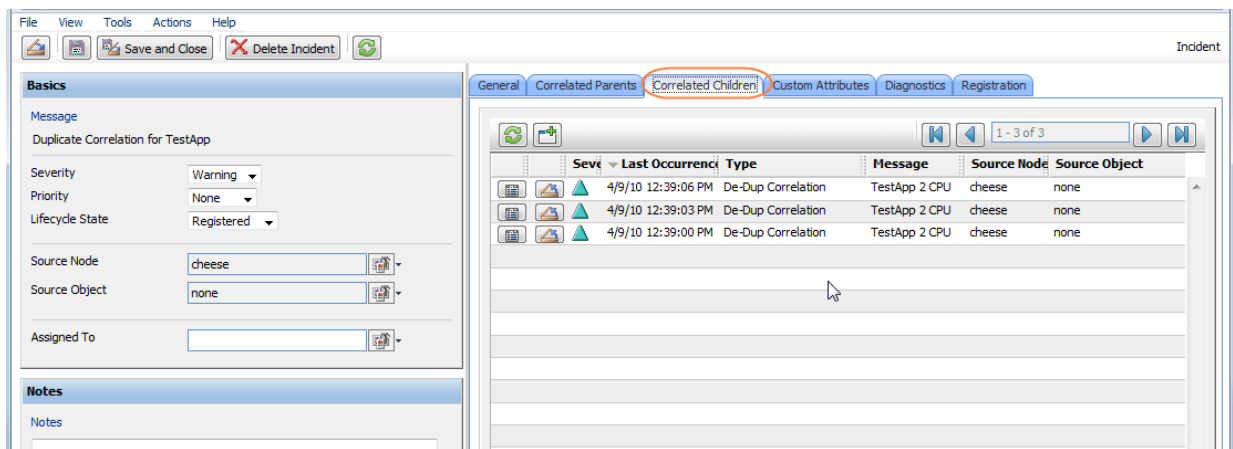 File View Tools Actions Help
Save and Close Delete Incident Incident
Basics
Message
Duplicate Correlation for TestApp
Severity Warning
Priority None
Lifecycle State Registered
Source Node cheese
Source Object none
Assigned To
Notes
Notes
General Correlated Parents Correlated Children Custom Attributes Diagnostics Registration
1 - 3 of 3
Seve Last Occurrence Type Message Source Node Source Object
4/9/10 12:39:06 PM De-Dup Correlation TestApp 2 CPU cheese none
4/9/10 12:39:03 PM De-Dup Correlation TestApp 2 CPU cheese none
4/9/10 12:39:00 PM De-Dup Correlation TestApp 2 CPU cheese none